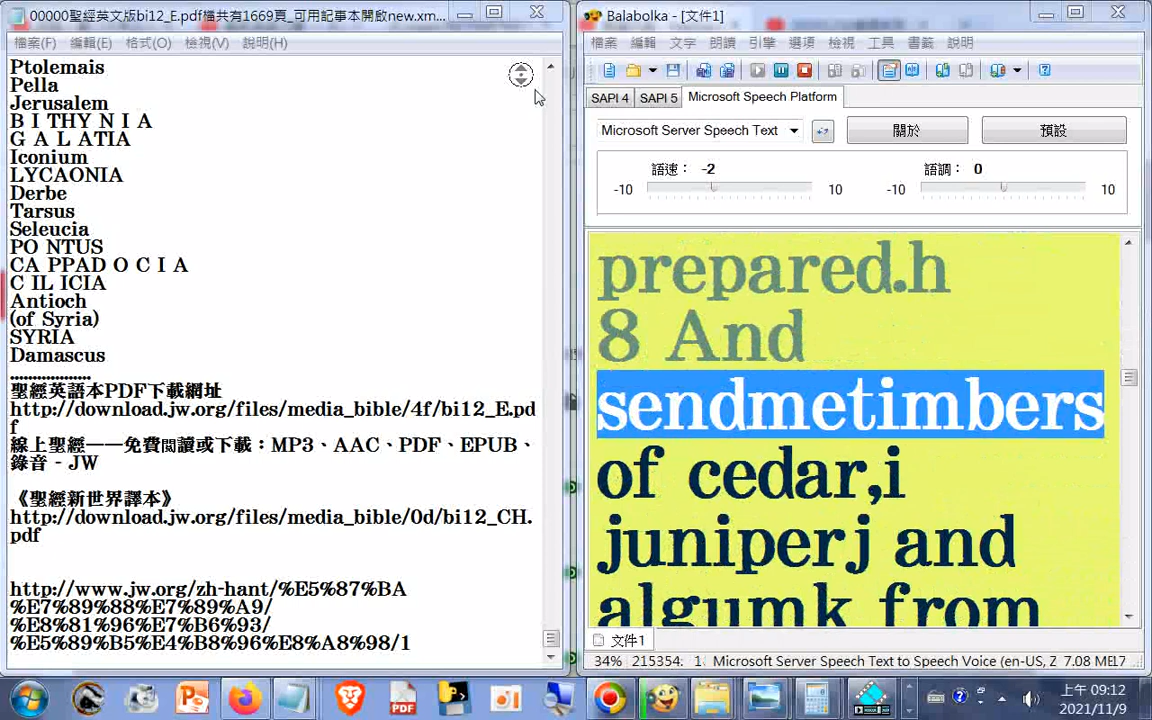 00000聖經英文版bi12_E.pdf檔共有1669頁_可用記事本開啟new.xm...
檔案(F) 編輯(E) 格式(O) 檢視(V) 說明(H)
Ptolemais
Pella
Jerusalem
B I THY N I A
G A L ATIA
Iconium
LYCAONIA
Derbe
Tarsus
Seleucia
PO NTUS
CA PPAD O C I A
C IL ICIA
Antioch
(of Syria)
SYRIA
Damascus
..................
聖經英語本PDF下載網址
http://download.jw.org/files/media_bible/4f/bi12_E.pd
f
線上聖經——免費閱讀或下載：MP3、AAC、PDF、EPUB、
錄音 - JW
《聖經新世界譯本》
http://download.jw.org/files/media_bible/0d/bi12_CH.
pdf
http://www.jw.org/zh-hant/%E5%87%BA
%E7%89%88%E7%89%A9/
%E8%81%96%E7%B6%93/
%E5%89%B5%E4%B8%96%E8%A8%98/1
Balabolka - [文件1]
檔案 編輯 文字 朗讀 引擎 選項 檢視 工具 書籤 說明
SAPI 4 SAPI 5 Microsoft Speech Platform
Microsoft Server Speech Text 關於 預設
語速： -2 語調： 0
-10 10 -10 10
prepared.h
8 And
sendmetimbers
of cedar,i
juniperj and
algumk from
文件1
34% 215354: 1. Microsoft Server Speech Text to Speech Voice (en-US, Z 7.08 ME
上午 09:12
2021/11/9